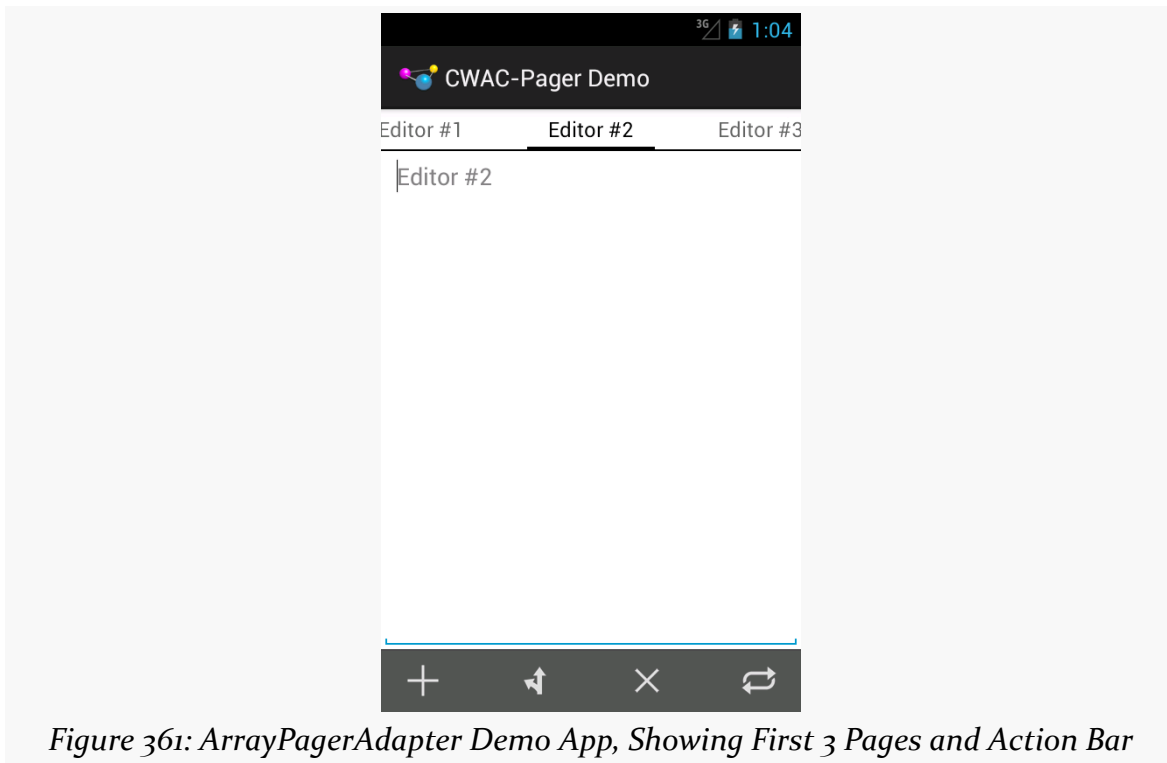 3G 1:04
CWAC-Pager Demo
Editor #1 Editor #2 Editor #3
Editor #2
Figure 361: ArrayPagerAdapter Demo App, Showing First 3 Pages and Action Bar